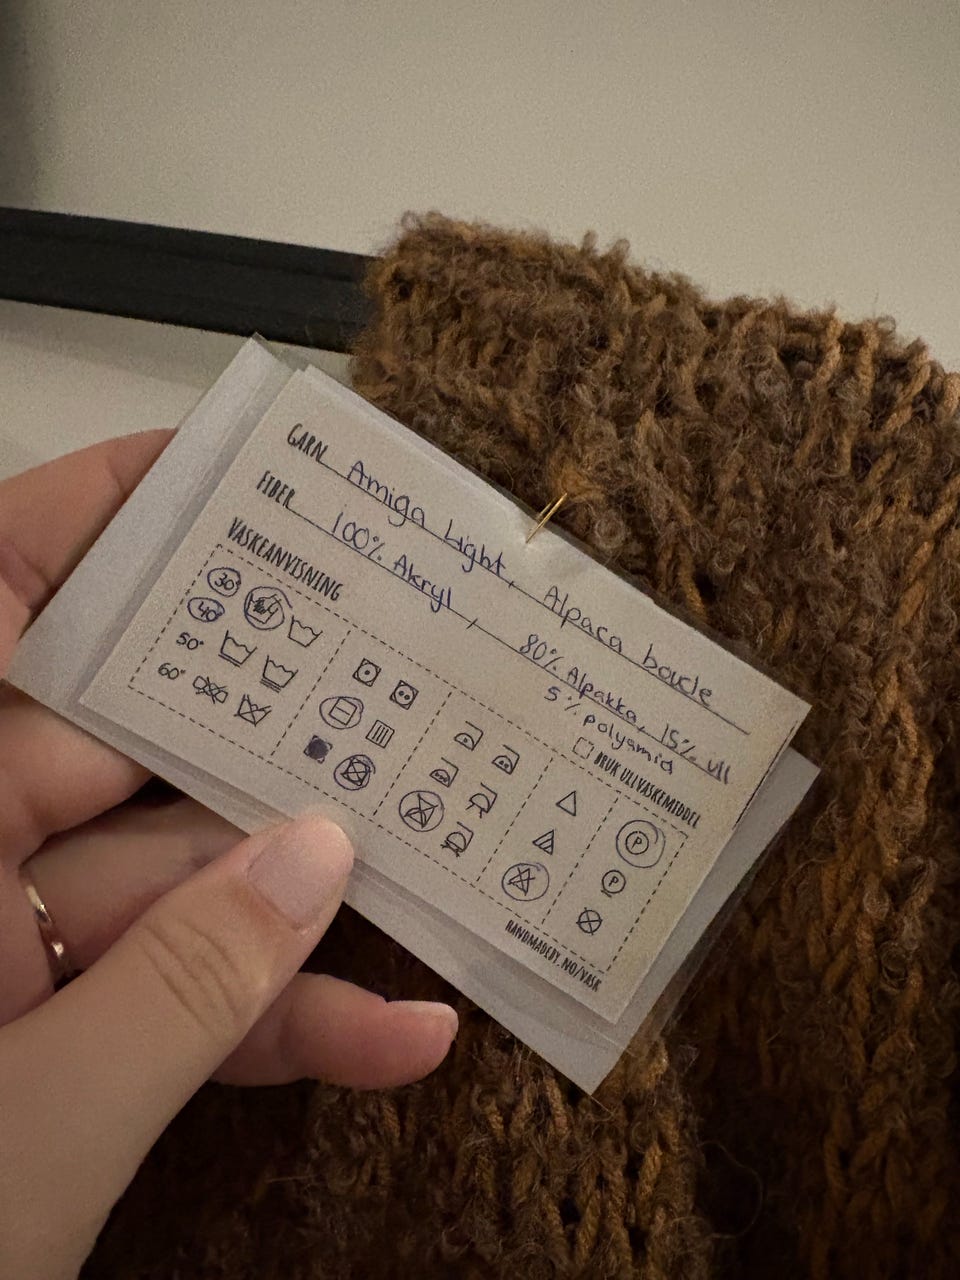 GARN Amiga Light, Alpaca boucle
FIBER 100% Akryl, 80% Alpakka, 15% ull
5% polyamid
VASKEANVISNING
BRUK ULLVASKEMIDDEL
30°
40°
50°
60°
P
P
HANDMADEBY.NO/VASK